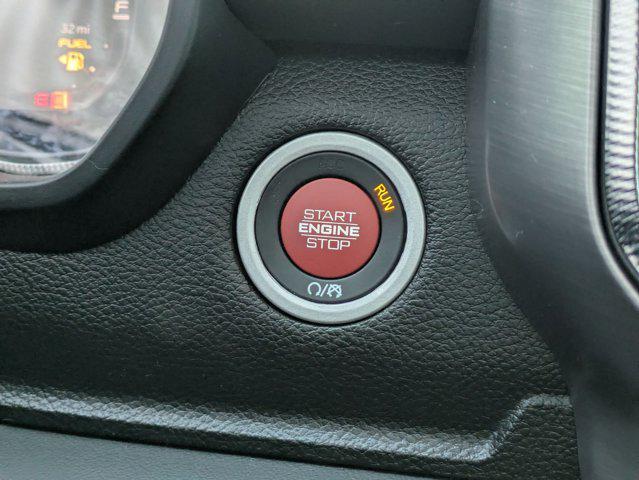 F
32 mi
FUEL
E
RUN
START
ENGINE
STOP